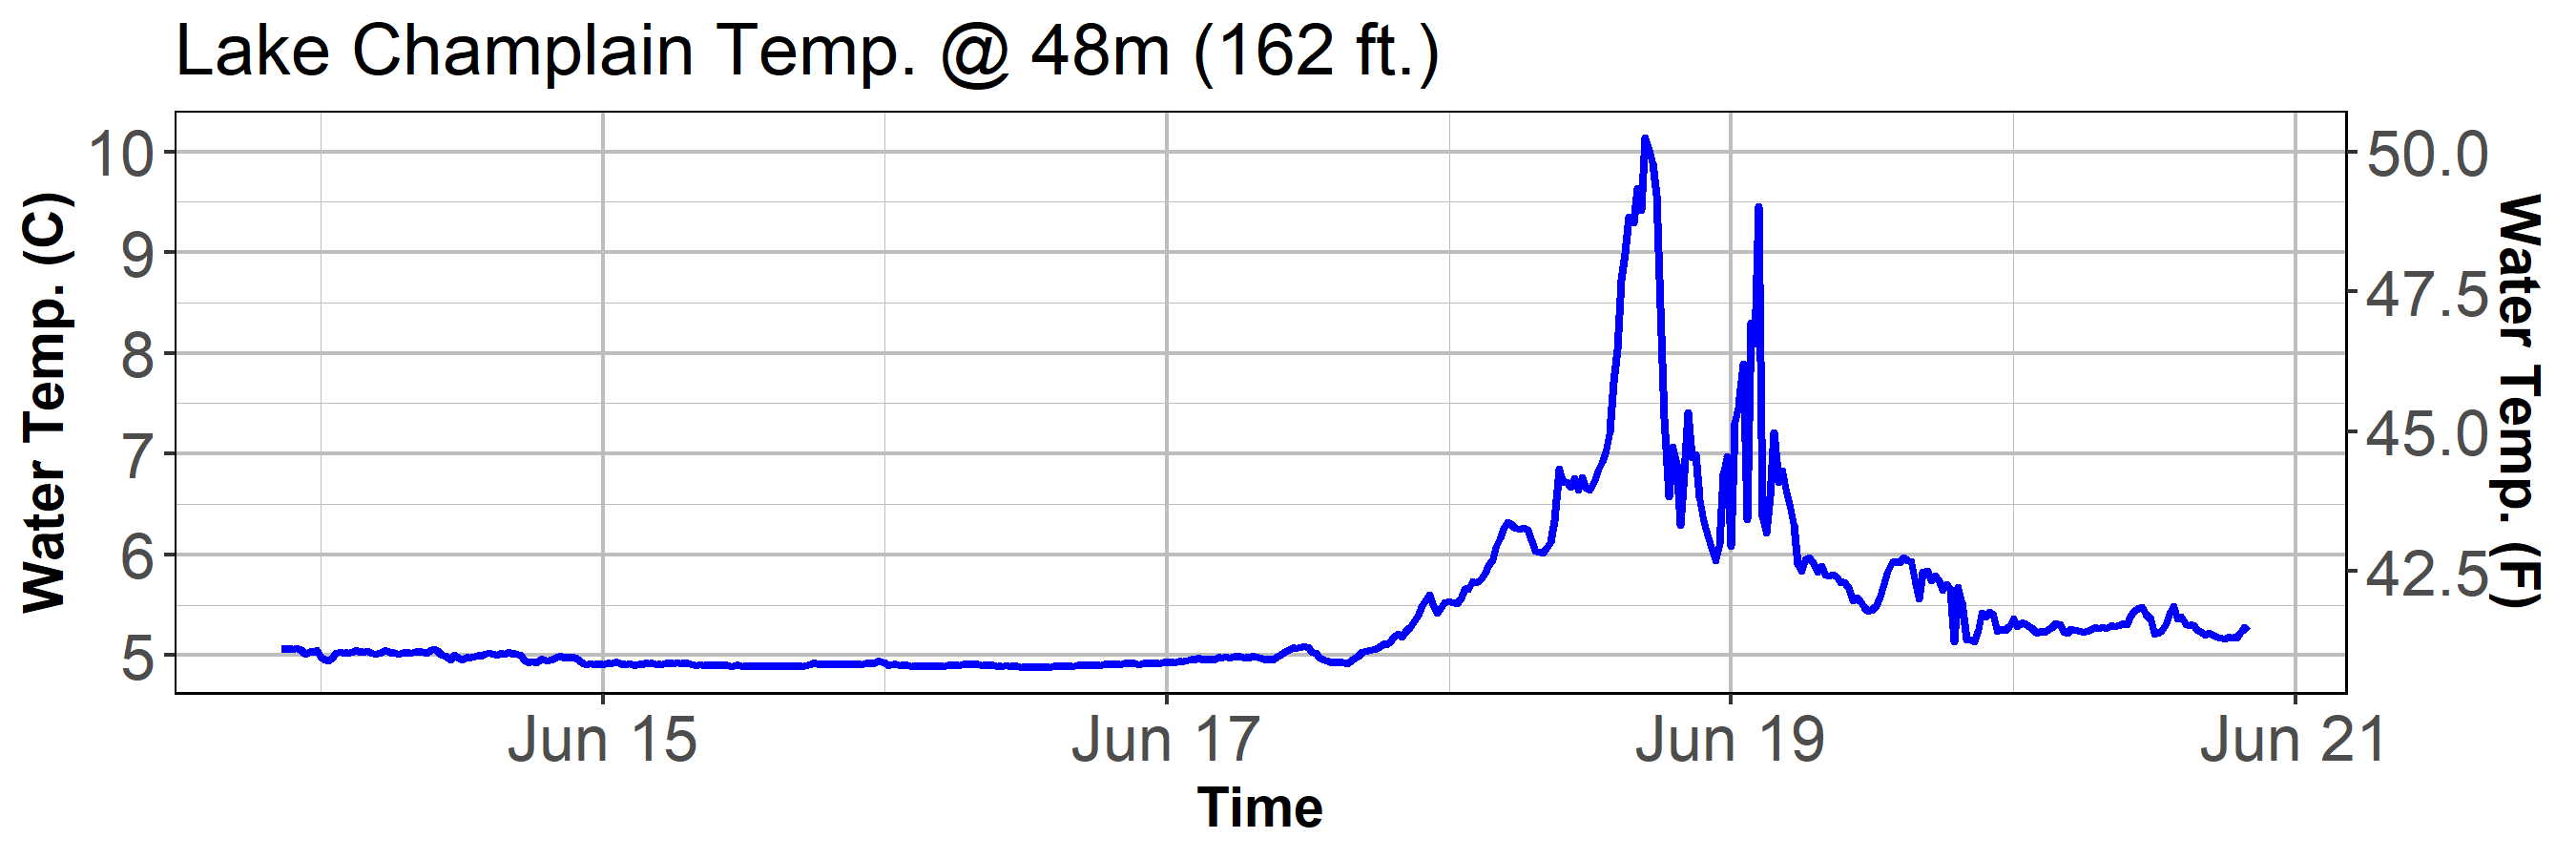 Lake Champlain Temp. @ 48m (162 ft.)
Water Temp. (C)
10
9
8
7
6
5
50.0
47.5
45.0
42.5
Water Temp. (F)
Jun 15 Jun 17 Jun 19 Jun 21
Time